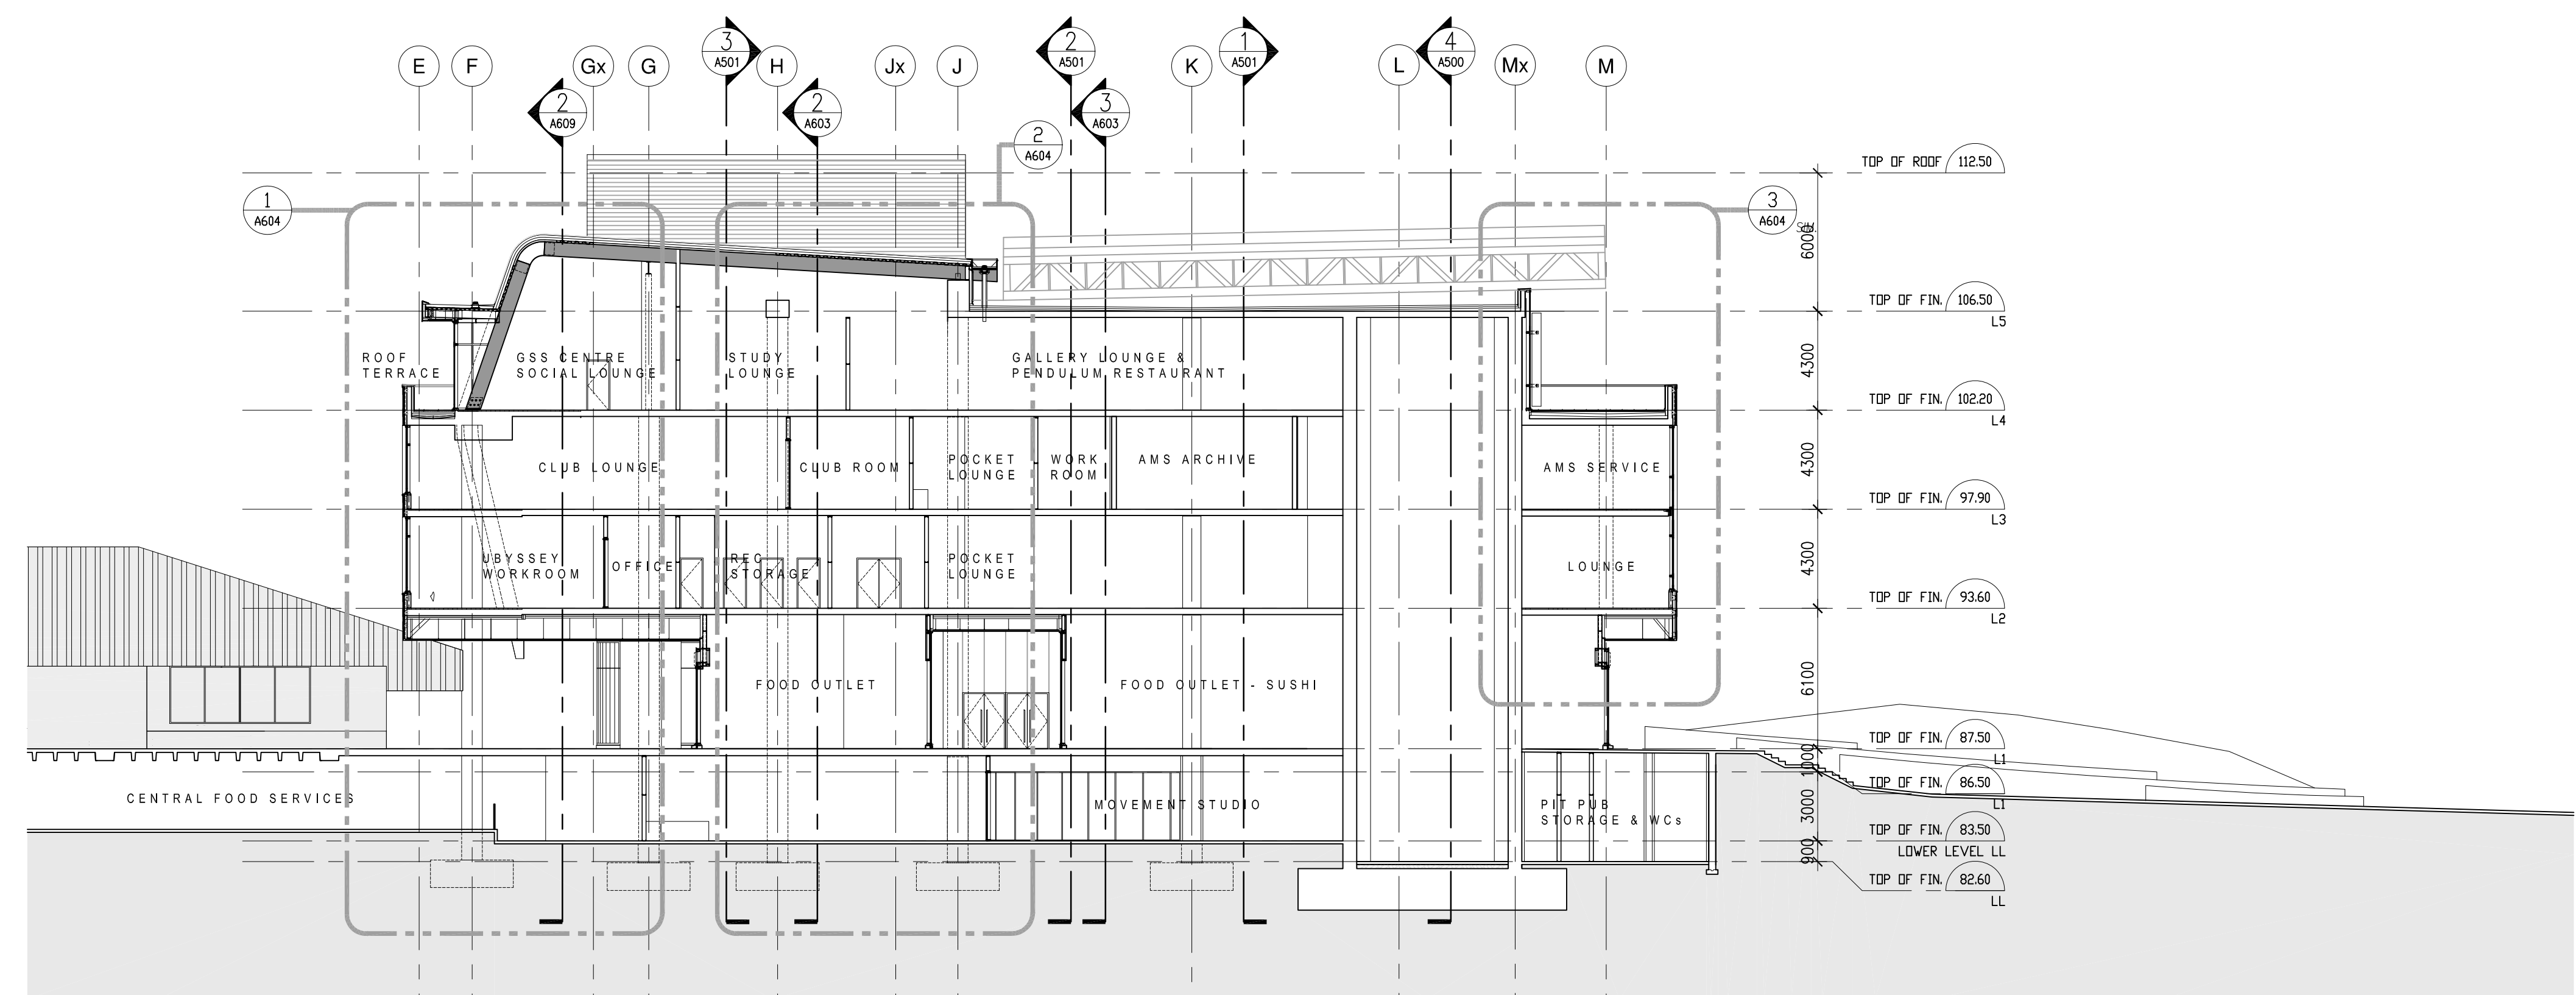 E
F
Gx
G
3
A501
H
Jx
J
2
A501
K
1
A501
L
4
A500
Mx
M
2
A609
2
A603
3
A603
2
A604
1
A604
3
A604
TOP OF ROOF 112.50
6000
TOP OF FIN. 106.50
L5
4300
TOP OF FIN. 102.20
L4
4300
TOP OF FIN. 97.90
L3
4300
TOP OF FIN. 93.60
L2
6100
TOP OF FIN. 87.50
L1
1000
TOP OF FIN. 86.50
L1
3000
TOP OF FIN. 83.50
LOWER LEVEL LL
900
TOP OF FIN. 82.60
LL
ROOF
TERRACE
GSS CENTRE
SOCIAL LOUNGE
STUDY
LOUNGE
GALLERY LOUNGE &
PENDULUM RESTAURANT
CLUB LOUNGE
CLUB ROOM
POCKET
LOUNGE
WORK
ROOM
AMS ARCHIVE
AMS SERVICE
UBYSSEY
WORKROOM
OFFICE
REC
STORAGE
POCKET
LOUNGE
LOUNGE
FOOD OUTLET
FOOD OUTLET - SUSHI
CENTRAL FOOD SERVICES
MOVEMENT STUDIO
PIT PUB
STORAGE & WCs